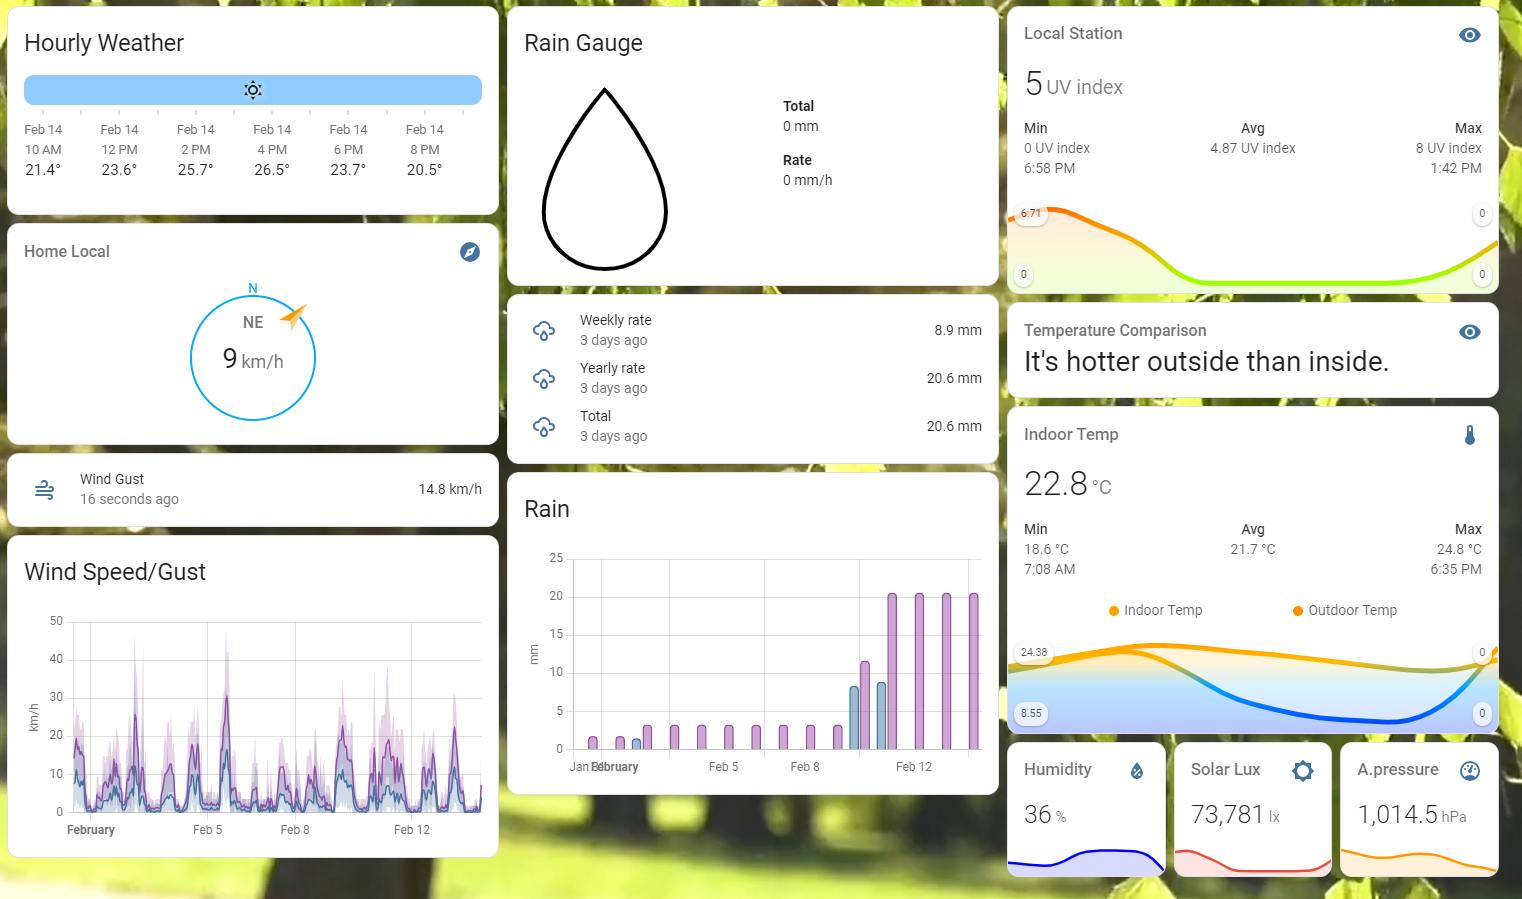 Hourly Weather
Feb 14 Feb 14 Feb 14 Feb 14 Feb 14 Feb 14
10 AM 12 PM 2 PM 4 PM 6 PM 8 PM
21.4° 23.6° 25.7° 26.5° 23.7° 20.5°
Home Local
N
NE
9 km/h
Wind Gust
16 seconds ago
14.8 km/h
Wind Speed/Gust
50
40
30
20
10
0
km/h
February Feb 5 Feb 8 Feb 12
Rain Gauge
Total
0 mm
Rate
0 mm/h
Weekly rate
3 days ago
8.9 mm
Yearly rate
3 days ago
20.6 mm
Total
3 days ago
20.6 mm
Rain
25
20
15
10
5
0
mm
Jan February Feb 5 Feb 8 Feb 12
Local Station
5 UV index
Min Avg Max
0 UV index 4.87 UV index 8 UV index
6:58 PM 1:42 PM
6.71 0
0 0
Temperature Comparison
It's hotter outside than inside.
Indoor Temp
22.8 °C
Min Avg Max
18.6 °C 21.7 °C 24.8 °C
7:08 AM 6:35 PM
Indoor Temp Outdoor Temp
24.38 0
8.55 0
Humidity
36 %
Solar Lux
73,781 lx
A.pressure
1,014.5 hPa